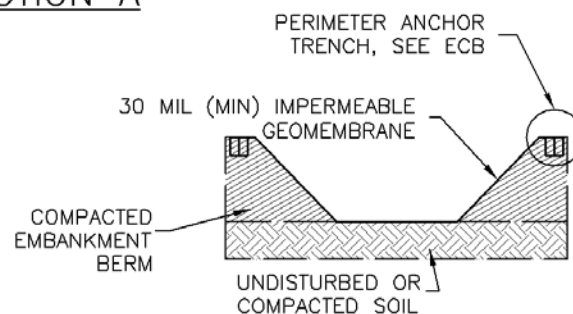 PERIMETER ANCHOR
TRENCH, SEE ECB
30 MIL (MIN) IMPERMEABLE
GEOMEMBRANE
COMPACTED
EMBANKMENT
BERM
UNDISTURBED OR
COMPACTED SOIL